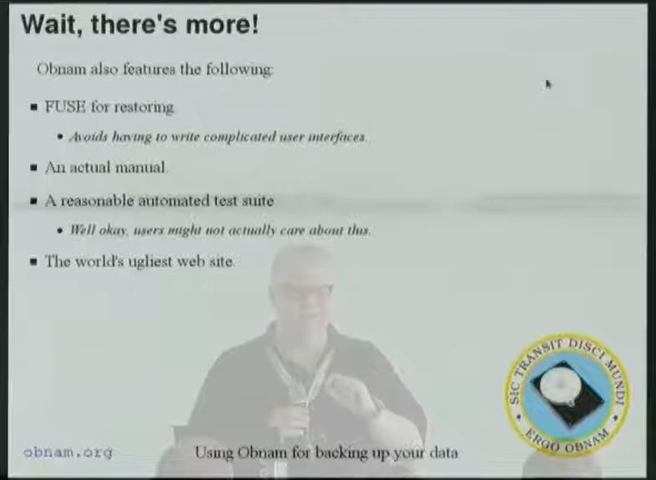 Wait, there's more!
Obnam also features the following:
FUSE for restoring.
Avoids having to write complicated user interfaces.
An actual manual.
A reasonable automated test suite.
Well okay, users might not actually care about this.
The world's ugliest web site.
SIC TRANSIT DISCI MUNDI
ERGO OBNAM
obnam.org
Using Obnam for backing up your data